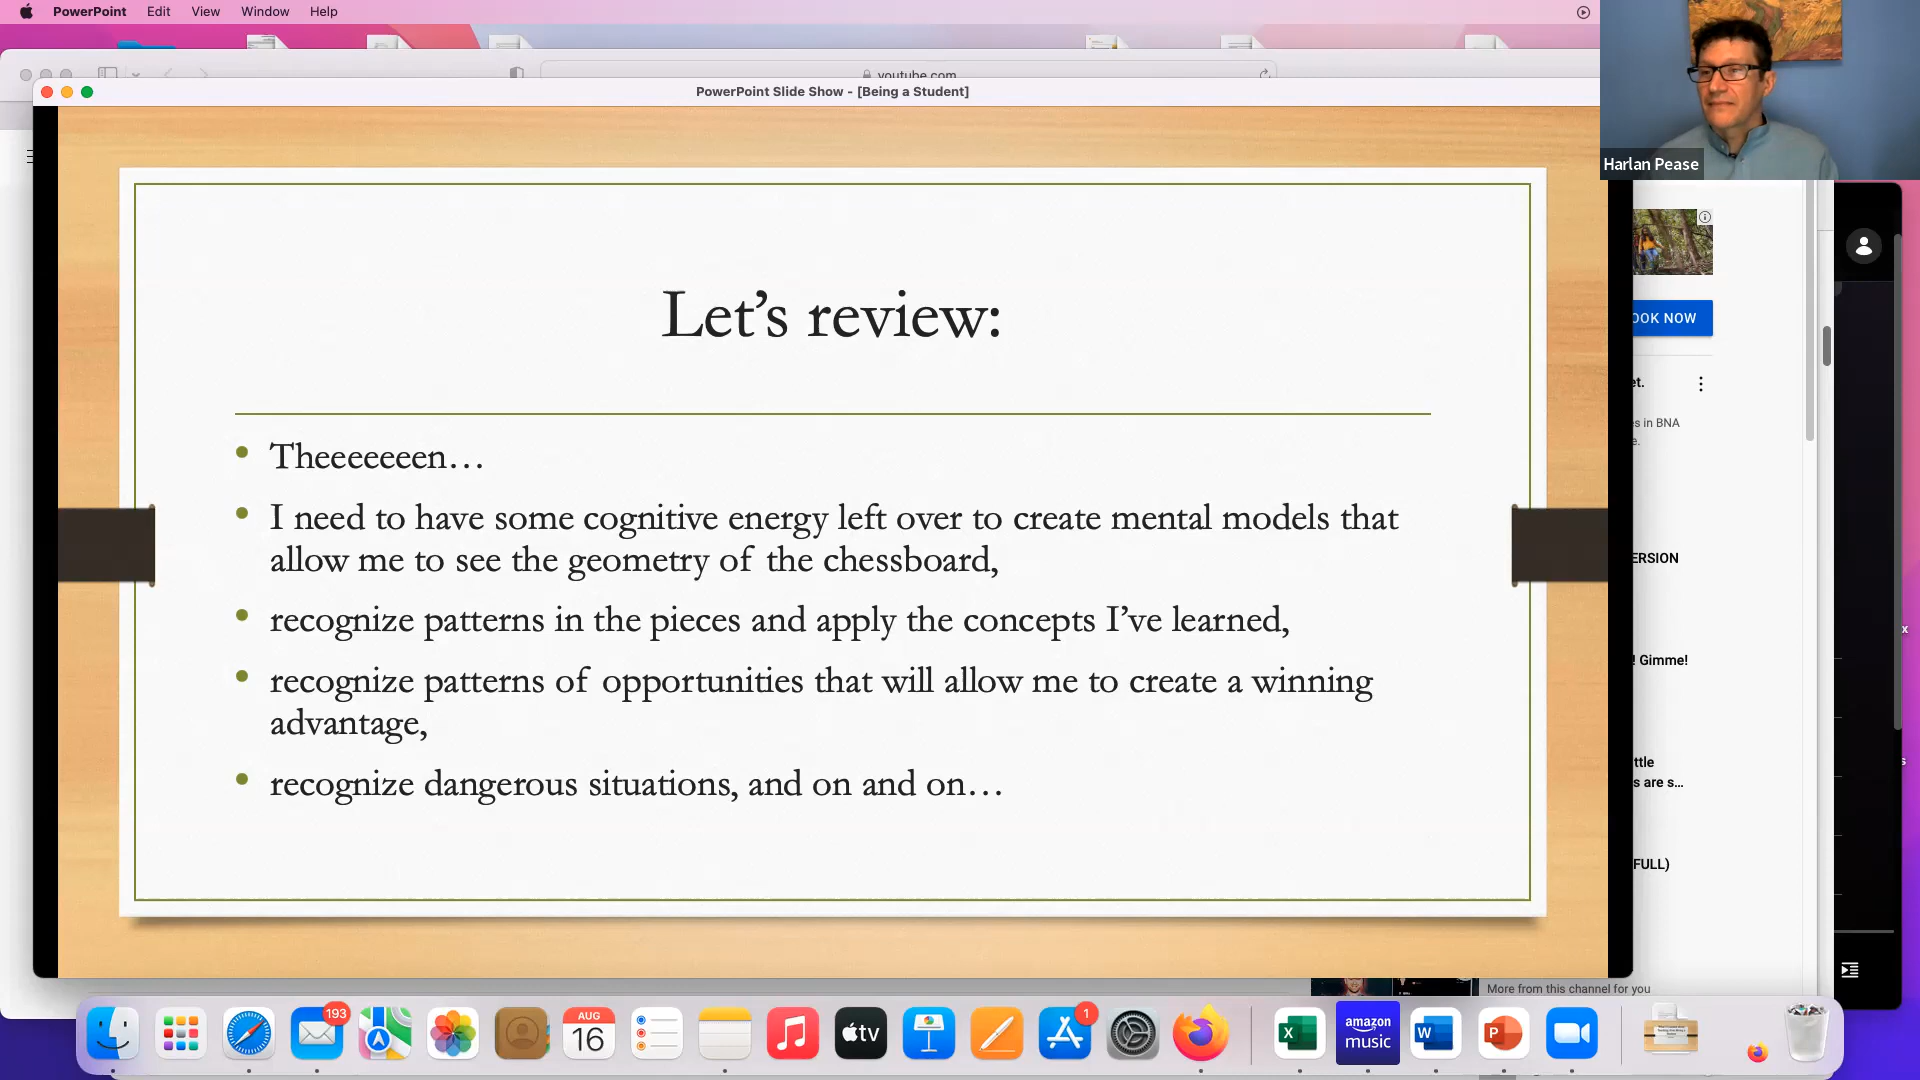 PowerPoint Edit View Window Help
youtube.com
PowerPoint Slide Show - [Being a Student]
Harlan Pease
Let’s review:
Theeeeeeen…
I need to have some cognitive energy left over to create mental models that
allow me to see the geometry of the chessboard,
recognize patterns in the pieces and apply the concepts I’ve learned,
recognize patterns of opportunities that will allow me to create a winning
advantage,
recognize dangerous situations, and on and on…
OOK NOW
et.
es in BNA
e.
ERSION
! Gimme!
ttle
s are s…
FULL)
x
s
More from this channel for you
193
AUG
16
tv
1
X
amazon
music
W
P